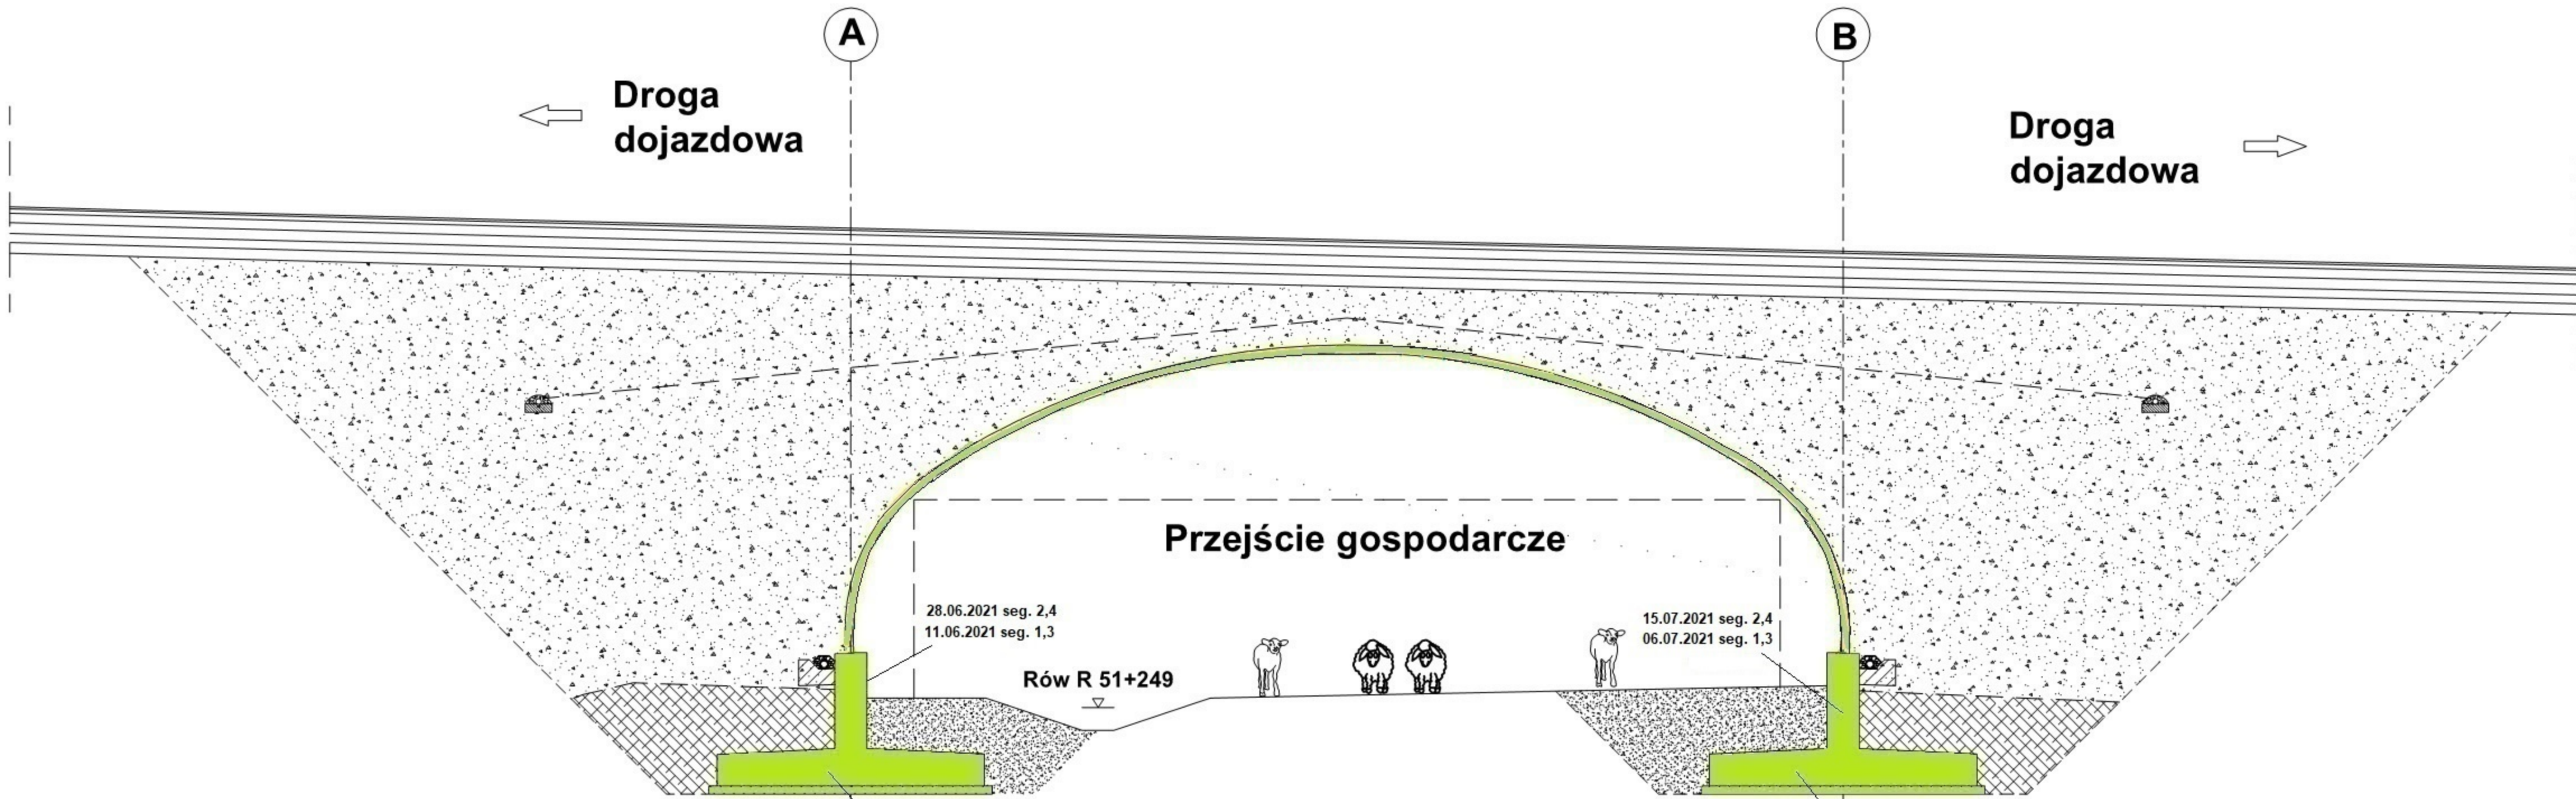 A
B
Droga
dojazdowa
Droga
dojazdowa
Przejście gospodarcze
28.06.2021 seg. 2,4
11.06.2021 seg. 1,3
15.07.2021 seg. 2,4
06.07.2021 seg. 1,3
Rów R 51+249